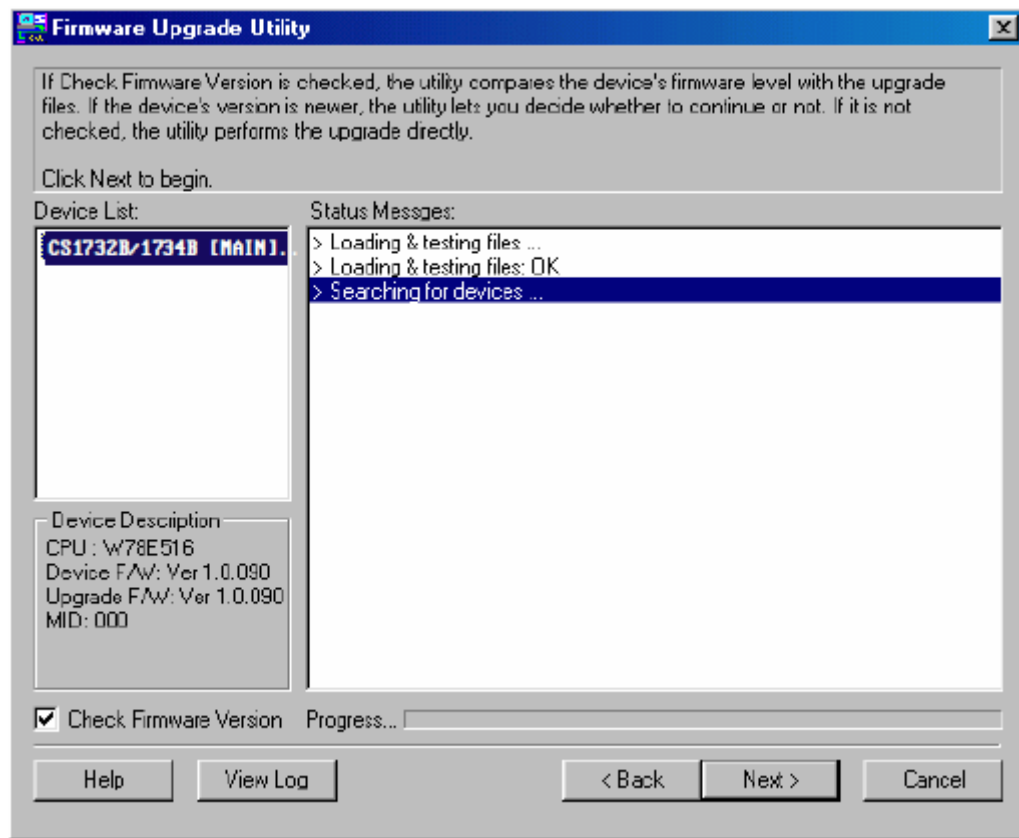 Firmware Upgrade Utility
If Check Firmware Version is checked, the utility compares the device's firmware level with the upgrade
files. If the device's version is newer, the utility lets you decide whether to continue or not. If it is not
checked, the utility performs the upgrade directly.
Click Next to begin.
Device List:
Status Messges:
CS1732B/1734B [MAIN]..
> Loading & testing files ...
> Loading & testing files: OK
> Searching for devices ...
Device Description
CPU : W78E516
Device F/W: Ver 1.0.090
Upgrade F/W: Ver 1.0.090
MID: 000
Check Firmware Version
Progress...
Help
View Log
< Back
Next >
Cancel